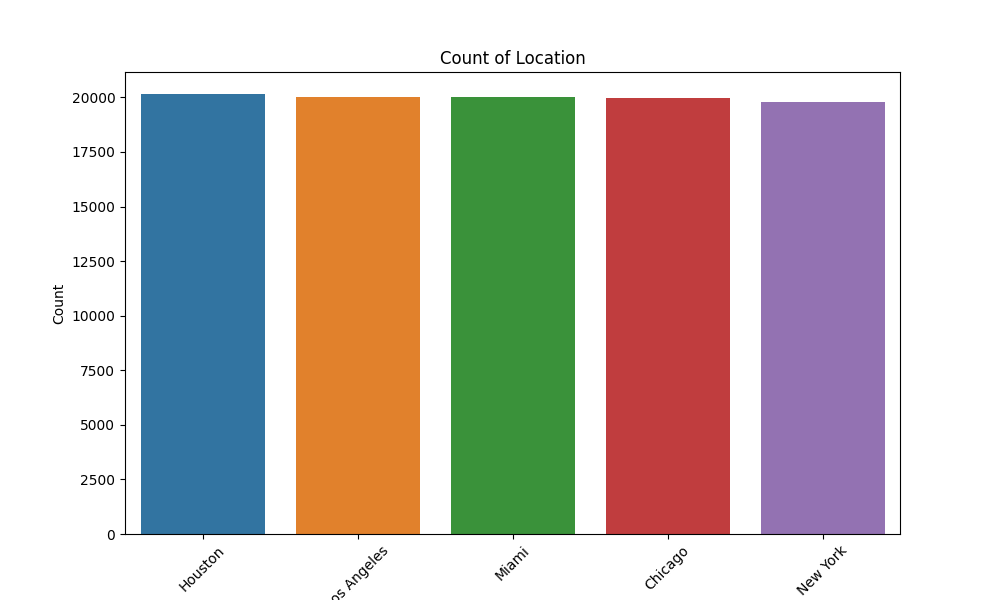 Count of Location
Count
20000
17500
15000
12500
10000
7500
5000
2500
0
Houston
os Angeles
Miami
Chicago
New York